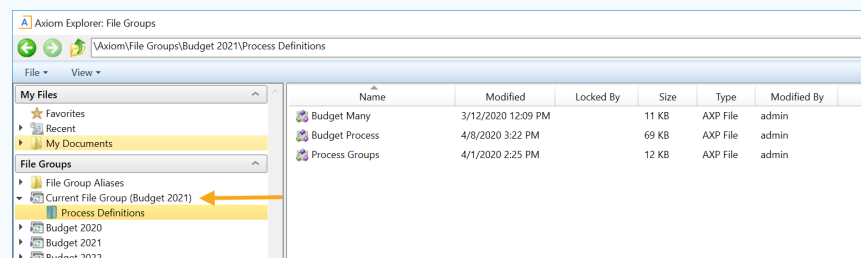 Axiom Explorer: File Groups
\Axiom\File Groups\Budget 2021\Process Definitions
File View
My Files
Favorites
Recent
My Documents
File Groups
File Group Aliases
Current File Group (Budget 2021)
Process Definitions
Budget 2020
Budget 2021
Budget 2022
Name Modified Locked By Size Type Modified By
Budget Many 3/12/2020 12:09 PM 11 KB AXP File admin
Budget Process 4/8/2020 3:22 PM 69 KB AXP File admin
Process Groups 4/1/2020 2:25 PM 12 KB AXP File admin